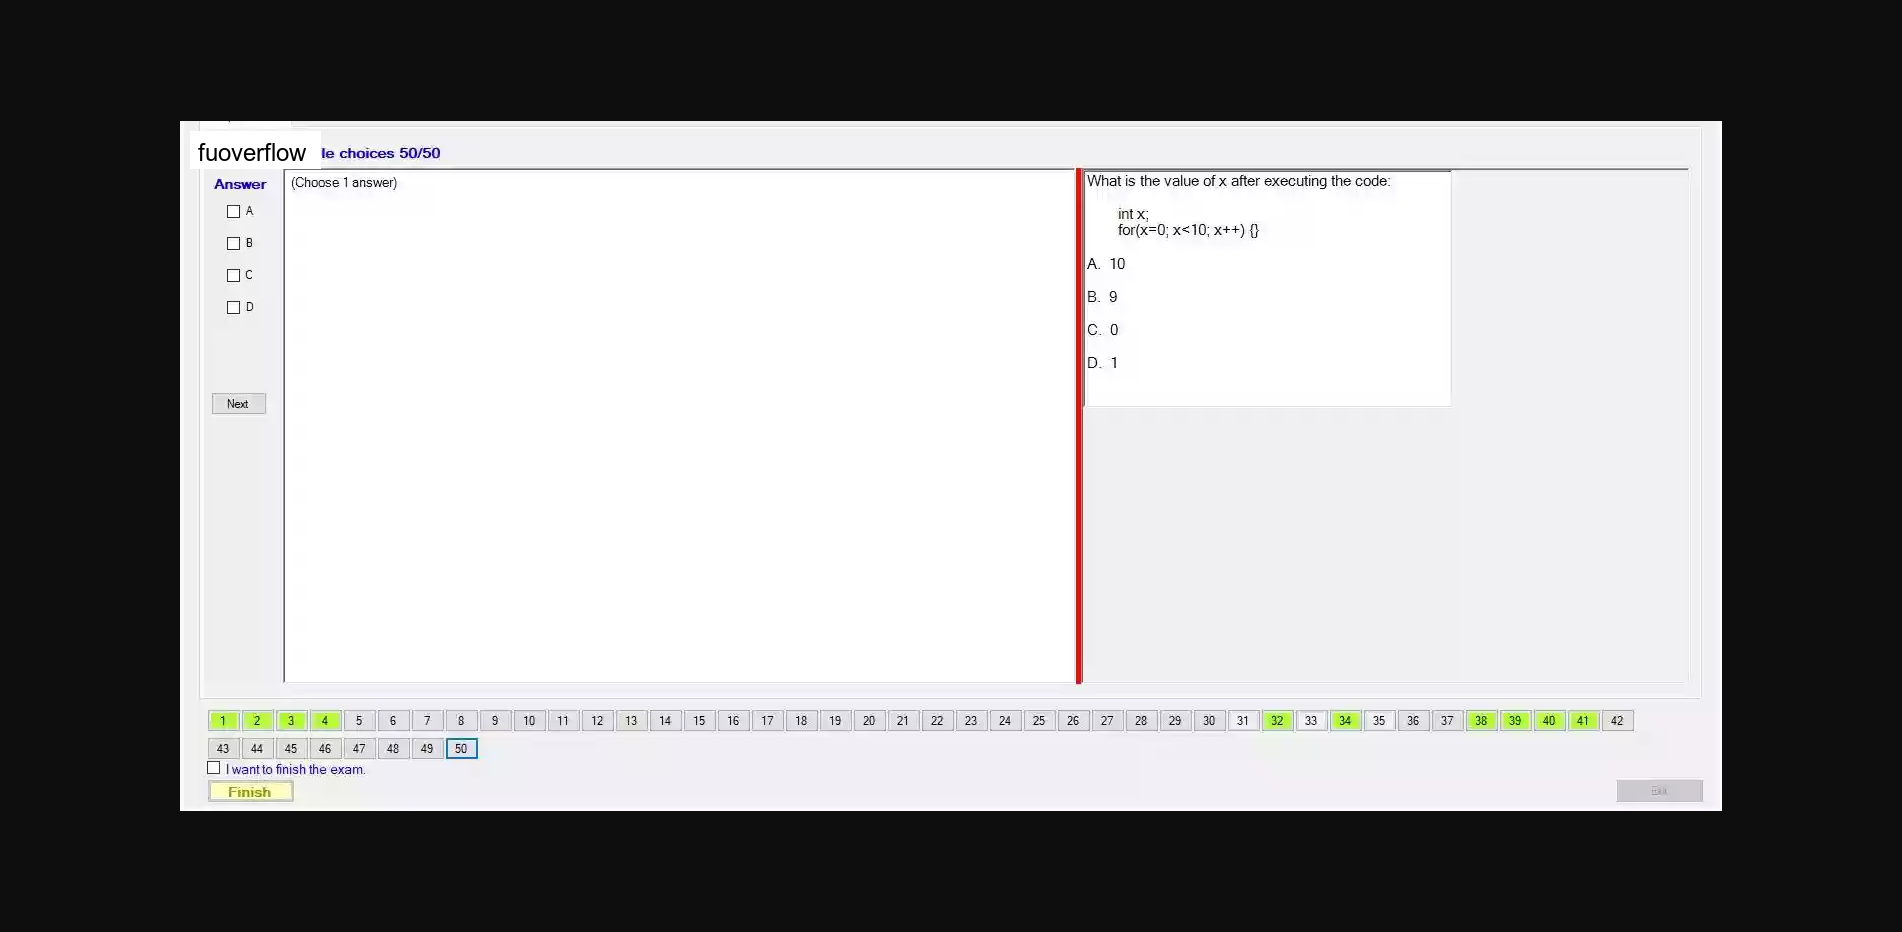 fuoverflow
le choices 50/50
Answer
(Choose 1 answer)
A
B
C
D
Next
What is the value of x after executing the code:
int x;
for(x=0; x<10; x++) {}
A. 10
B. 9
C. 0
D. 1
1 2 3 4 5 6 7 8 9 10 11 12 13 14 15 16 17 18 19 20 21 22 23 24 25 26 27 28 29 30 31 32 33 34 35 36 37 38 39 40 41 42
43 44 45 46 47 48 49 50
I want to finish the exam.
Finish
Exit